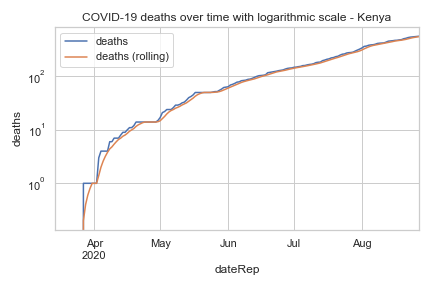 COVID-19 deaths over time with logarithmic scale - Kenya
deaths
deaths (rolling)
deaths
10²
10¹
10⁰
Apr May Jun Jul Aug
2020
dateRep